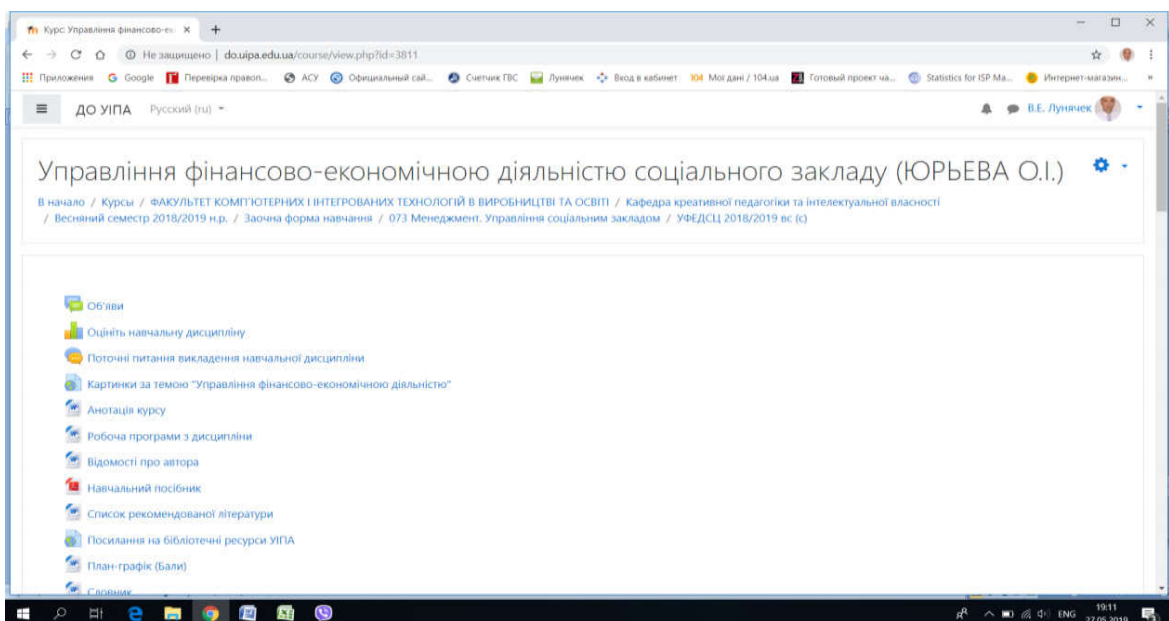 Курс: Управління фінансово-ек
Не защищено | do.uipa.edu.ua/course/view.php?id=3811
Приложения Google Перевірка правоп... АСУ Официальный сай... Счетчик ГВС Лунячек Вход в кабинет 104 Мої дані / 104.ua Готовый проект ча... Statistics for ISP Ma... Интернет-магазин... »
ДО УІПА Русский (ru) В.Е. Лунячек
Управління фінансово-економічною діяльністю соціального закладу (ЮРЬЕВА О.І.)
В начало / Курсы / ФАКУЛЬТЕТ КОМП'ЮТЕРНИХ І ІНТЕГРОВАНИХ ТЕХНОЛОГІЙ В ВИРОБНИЦТВІ ТА ОСВІТІ / Кафедра креативної педагогіки та інтелектуальної власності
/ Весняний семестр 2018/2019 н.р. / Заочна форма навчання / 073 Менеджмент. Управління соціальним закладом / УФЕДСЦ 2018/2019 вс (с)
Об'яви
Оцініть навчальну дисципліну
Поточні питання викладення навчальної дисципліни
Картинки за темою "Управління фінансово-економічною діяльністю"
Анотація курсу
Робоча програми з дисципліни
Відомості про автора
Навчальний посібник
Список рекомендованої літератури
Посилання на бібліотечні ресурси УІПА
План-графік (Бали)
Словник
ENG 19:11
27.05.2019